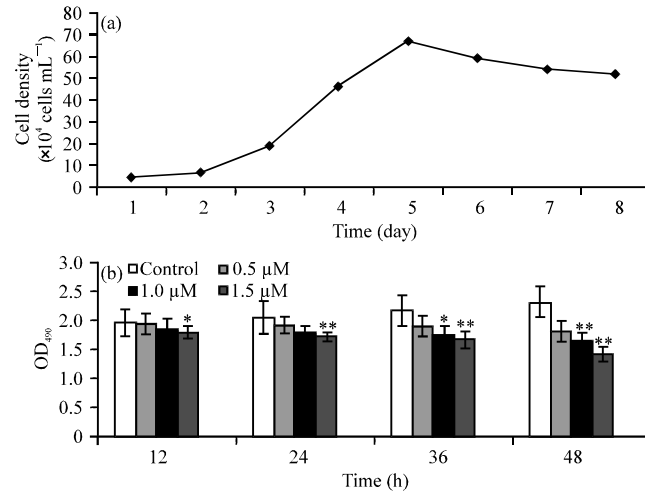 (a)
Cell density
(×10⁴ cells mL⁻¹)
80
70
60
50
40
30
20
10
0
1 2 3 4 5 6 7 8
Time (day)
(b)
Control
0.5 µM
1.0 µM
1.5 µM
OD₄₉₀
3.0
2.5
2.0
1.5
1.0
0.5
0
* ** * ** ** **
12 24 36 48
Time (h)